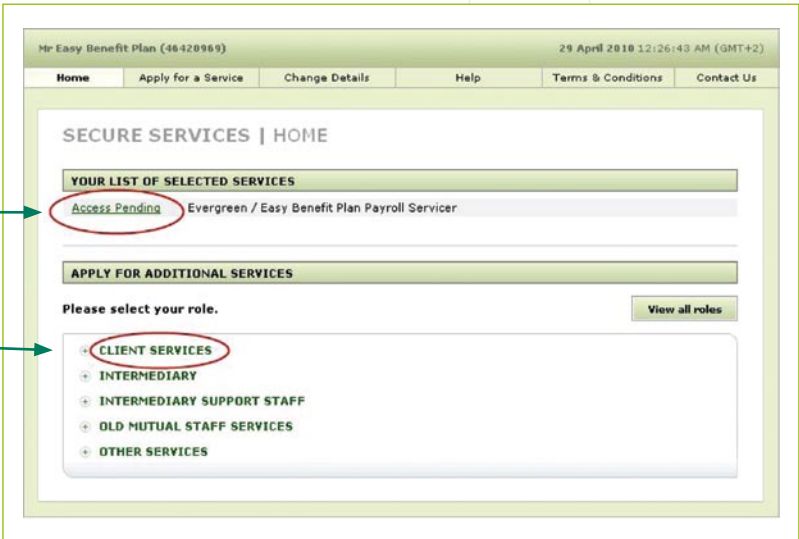 Mr Easy Benefit Plan (46420969) 29 April 2010 12:26:43 AM (GMT+2)
Home Apply for a Service Change Details Help Terms & Conditions Contact Us
SECURE SERVICES | HOME
YOUR LIST OF SELECTED SERVICES
Access Pending Evergreen / Easy Benefit Plan Payroll Servicer
APPLY FOR ADDITIONAL SERVICES
Please select your role. View all roles
CLIENT SERVICES
INTERMEDIARY
INTERMEDIARY SUPPORT STAFF
OLD MUTUAL STAFF SERVICES
OTHER SERVICES